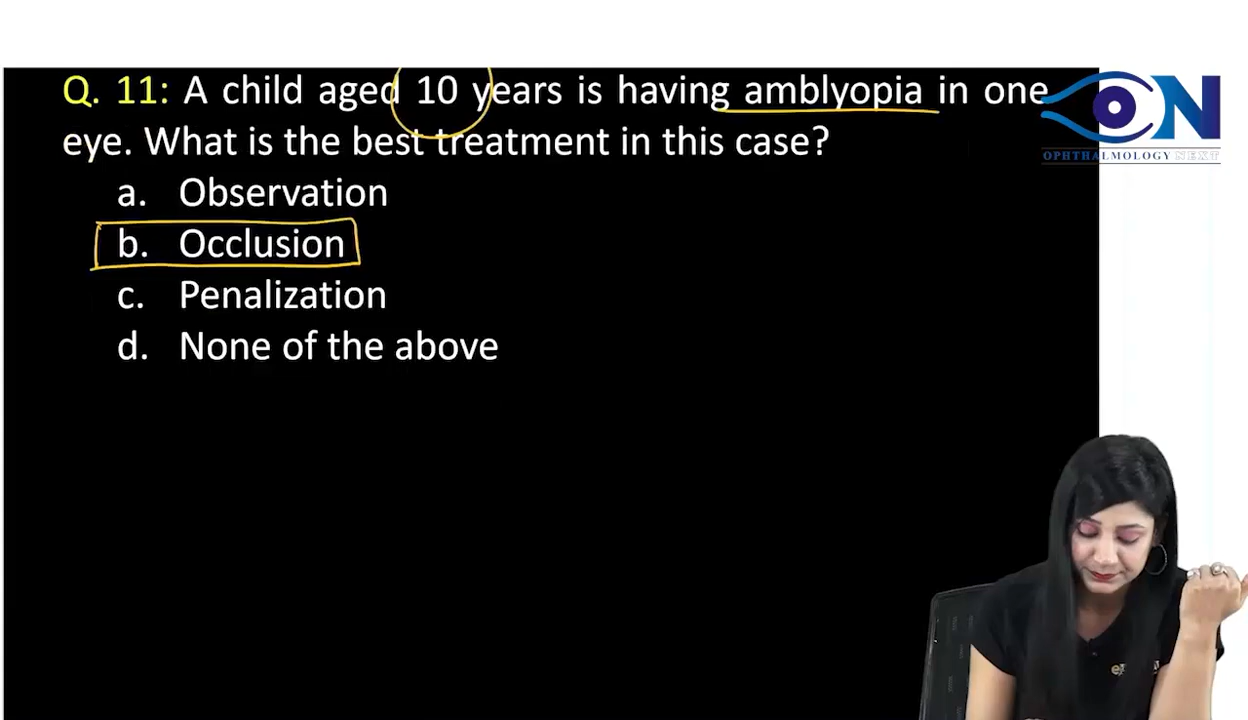 Q. 11: A child aged 10 years is having amblyopia in one
eye. What is the best treatment in this case?
a. Observation
b. Occlusion
c. Penalization
d. None of the above
ON
OPHTHALMOLOGY NEXT